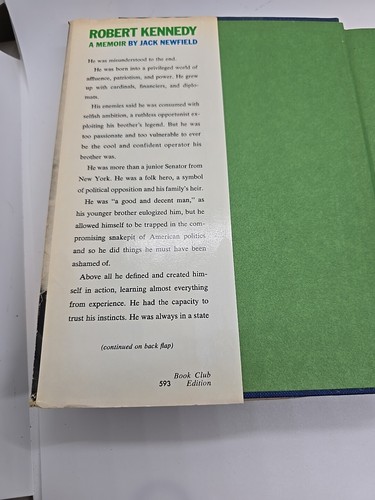 ROBERT KENNEDY
A MEMOIR BY JACK NEWFIELD
He was misunderstood to the end.
He was born into a privileged world of
affluence, patriotism, and power. He grew
up with cardinals, financiers, and diplo-
mats.
His enemies said he was consumed with
selfish ambition, a ruthless opportunist ex-
ploiting his brother's legend. But he was
too passionate and too vulnerable to ever
be the cool and confident operator his
brother was.
He was more than a junior Senator from
New York. He was a folk hero, a symbol
of political opposition and his family's heir.
He was "a good and decent man," as
his younger brother eulogized him, but he
allowed himself to be trapped in the com-
promising snakepit of American politics
and so he did things he must have been
ashamed of.
Above all he defined and created him-
self in action, learning almost everything
from experience. He had the capacity to
trust his instincts. He was always in a state
(continued on back flap)
Book Club
593 Edition